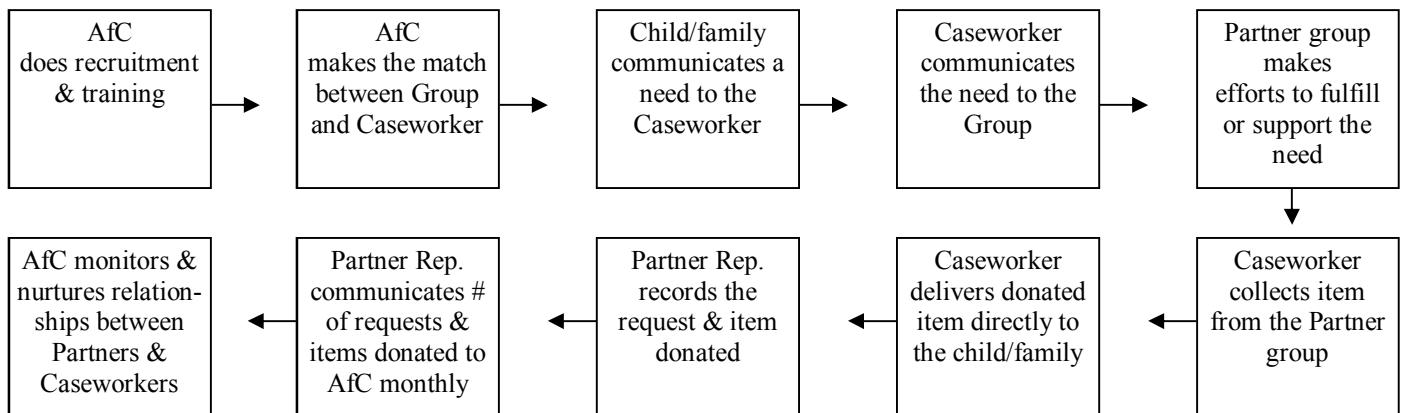 AfC
does recruitment
& training
AfC
makes the match
between Group
and Caseworker
Child/family
communicates a
need to the
Caseworker
Caseworker
communicates
the need to the
Group
Partner group
makes
efforts to fulfill
or support the
need
Caseworker
collects item
from the Partner
group
Caseworker
delivers donated
item directly to
the child/family
Partner Rep.
records the
request & item
donated
Partner Rep.
communicates #
of requests &
items donated to
AfC monthly
AfC monitors &
nurtures relation-
ships between
Partners &
Caseworkers